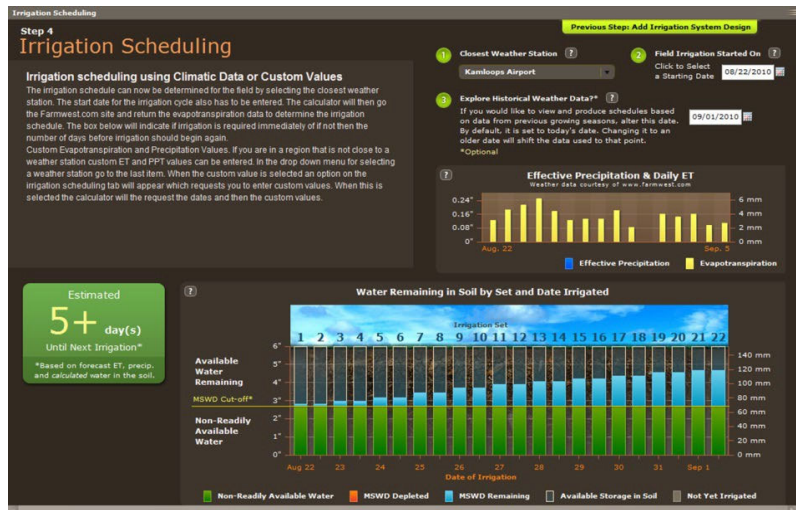 Irrigation Scheduling
Step 4
Irrigation Scheduling
Previous Step: Add Irrigation System Design
Irrigation scheduling using Climatic Data or Custom Values
The irrigation schedule can now be determined for the field by selecting the closest weather
station. The start date for the irrigation cycle also has to be entered. The calculator will then go
the Farmwest.com site and return the evapotranspiration data to determine the irrigation
schedule. The box below will indicate if irrigation is required immediately of if not then the
number of days before irrigation should begin again.
Custom Evapotranspiration and Precipitation Values. If you are in a region that is not close to a
weather station custom ET and PPT values can be entered. In the drop down menu for selecting
a weather station go to the last item. When the custom value is selected an option on the
irrigation scheduling tab will appear which requests you to enter custom values. When this is
selected the calculator will the request the dates and then the custom values.
1 Closest Weather Station ?
Kamloops Airport
2 Field Irrigation Started On ?
Click to Select
a Starting Date 08/22/2010
3 Explore Historical Weather Data?* ?
If you would like to view and produce schedules based
on data from previous growing seasons, alter this date.
By default, it is set to today's date. Changing it to an
older date will shift the data used to that point.
*Optional
09/01/2010
? Effective Precipitation & Daily ET
Weather data courtesy of www.farmwest.com
0.24" 6 mm
0.16" 4 mm
0.08" 2 mm
0" 0 mm
Aug. 22 Sep. 5
Effective Precipitation Evapotranspiration
Estimated
5+ day(s)
Until Next Irrigation*
*Based on forecast ET, precip.
and calculated water in the soil.
? Water Remaining in Soil by Set and Date Irrigated
Irrigation Set
1 2 3 4 5 6 7 8 9 10 11 12 13 14 15 16 17 18 19 20 21 22
Available
Water
Remaining
MSWD Cut-off*
Non-Readily
Available
Water
6"
5"
4"
3"
2"
1"
0"
140 mm
120 mm
100 mm
80 mm
60 mm
40 mm
20 mm
0 mm
Aug 22 23 24 25 26 27 28 29 30 31 Sep 1
Date of Irrigation
Non-Readily Available Water MSWD Depleted MSWD Remaining Available Storage in Soil Not Yet Irrigated